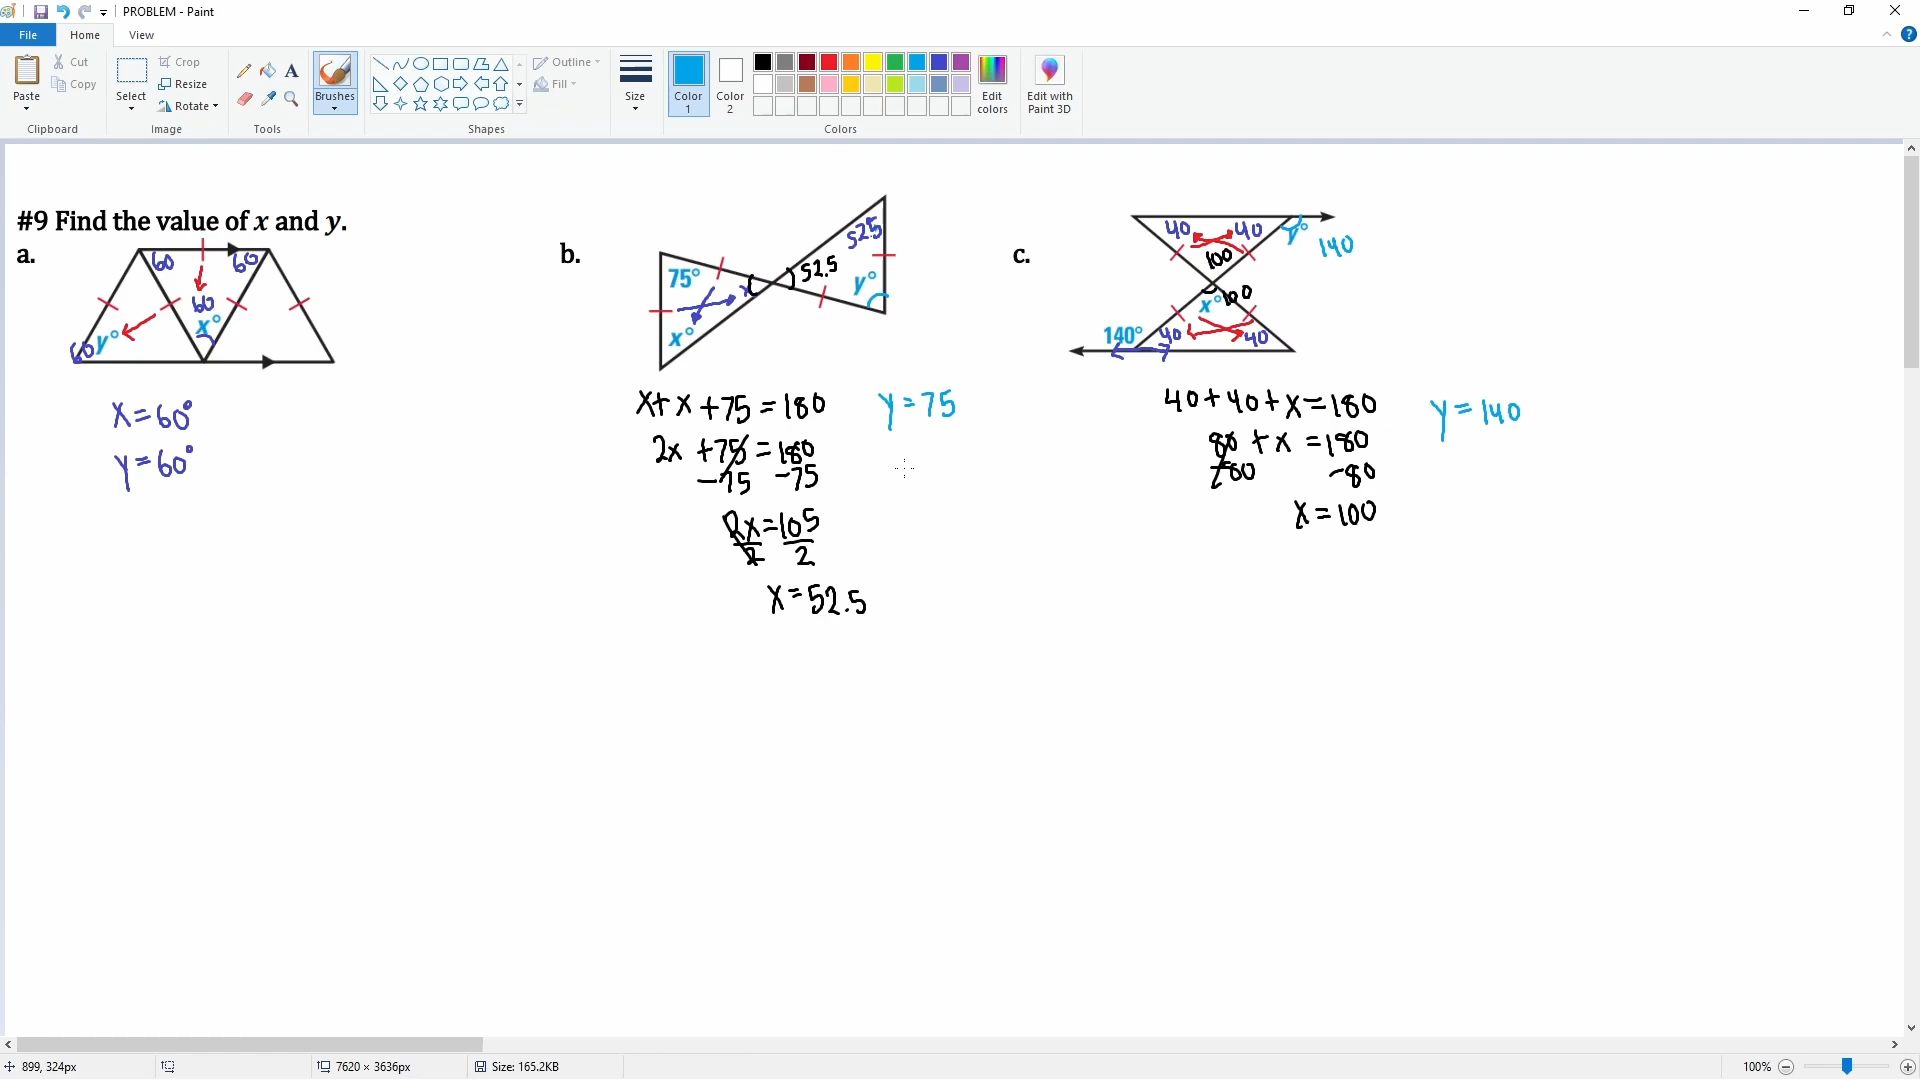 PROBLEM - Paint
File Home View
Cut
Copy
Paste
Clipboard
Select
Crop
Resize
Rotate
Image
Tools
Brushes
Shapes
Outline
Fill
Size
Color 1
Color 2
Colors
Edit colors
Edit with Paint 3D
#9 Find the value of x and y.
a.
60 60
60
x°
60 y°
x = 60°
y = 60°
b.
75°
x
x°
52.5
52.5
y°
x + x + 75 = 180
2x + 75 = 180
-75 -75
2x = 105
2 2
x = 52.5
y = 75
c.
40 40
y°
140
100
x° 100
140° 40 40
40 + 40 + x = 180
80 + x = 180
-80 -80
x = 100
y = 140
899, 324px
7620 × 3636px
Size: 165.2KB
100%